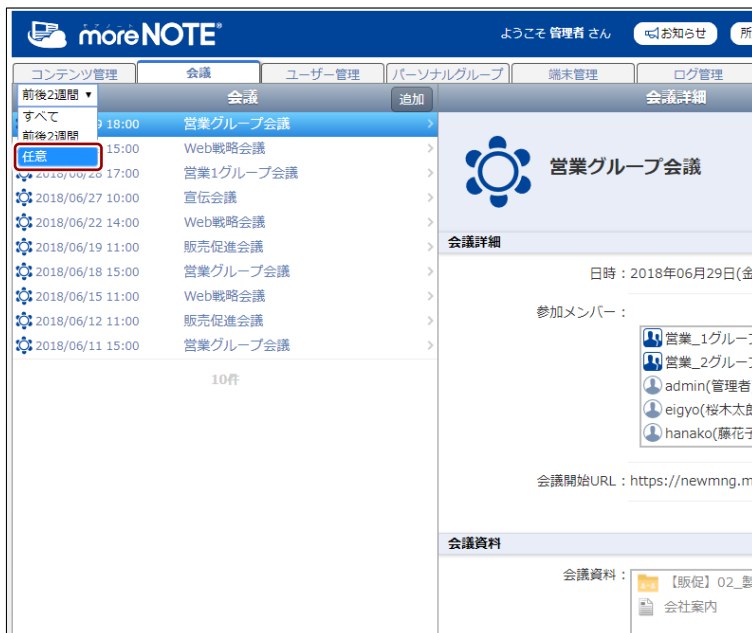 モアノート
moreNOTE®
ようこそ 管理者 さん
お知らせ
所
コンテンツ管理
会議
ユーザー管理
パーソナルグループ
端末管理
ログ管理
前後2週間 ▼
会議
追加
会議詳細
すべて
前後2週間
任意
18:00 営業グループ会議
15:00 Web戦略会議
17:00 営業1グループ会議
2018/06/27 10:00 宣伝会議
2018/06/22 14:00 Web戦略会議
2018/06/19 11:00 販売促進会議
2018/06/18 15:00 営業グループ会議
2018/06/15 11:00 Web戦略会議
2018/06/12 11:00 販売促進会議
2018/06/11 15:00 営業グループ会議
10件
営業グループ会議
会議詳細
日時：2018年06月29日(金
参加メンバー：
営業_1グルー
営業_2グルー
admin(管理者
eigyo(桜木太郎
hanako(藤花子
会議開始URL：https://newmng.m
会議資料
会議資料：
【販促】02_製
会社案内